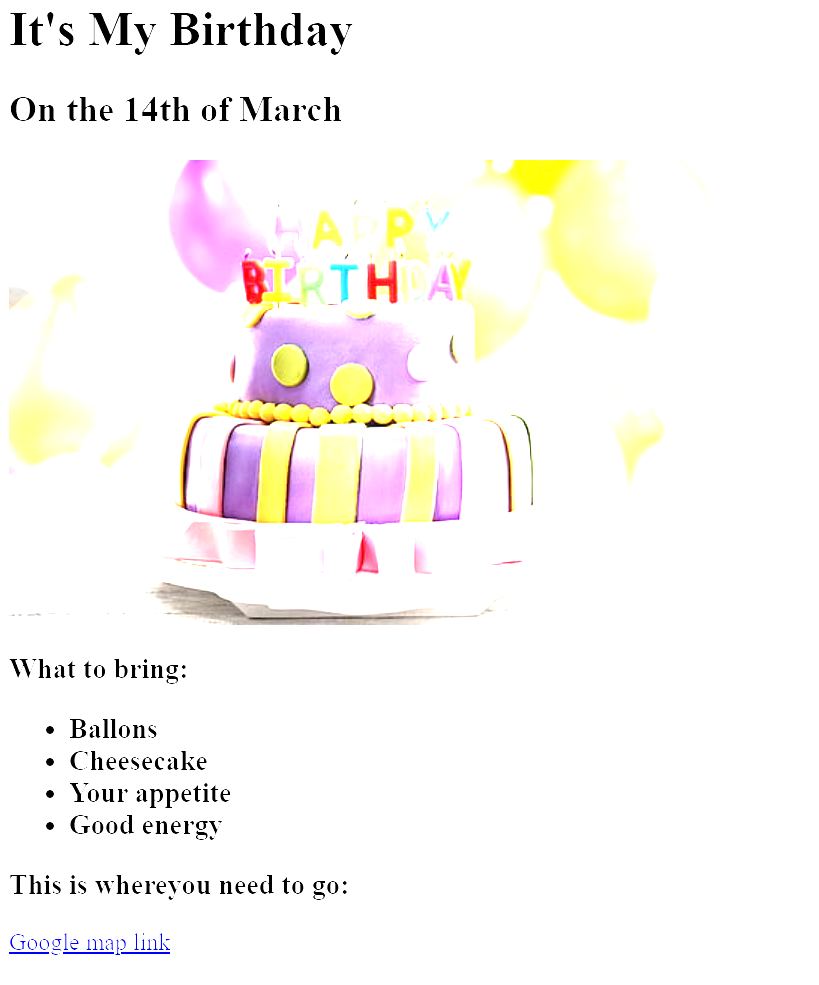 It's My Birthday
On the 14th of March
HAPPY
BIRTHDAY
What to bring:
Ballons
Cheesecake
Your appetite
Good energy
This is whereyou need to go:
Google map link